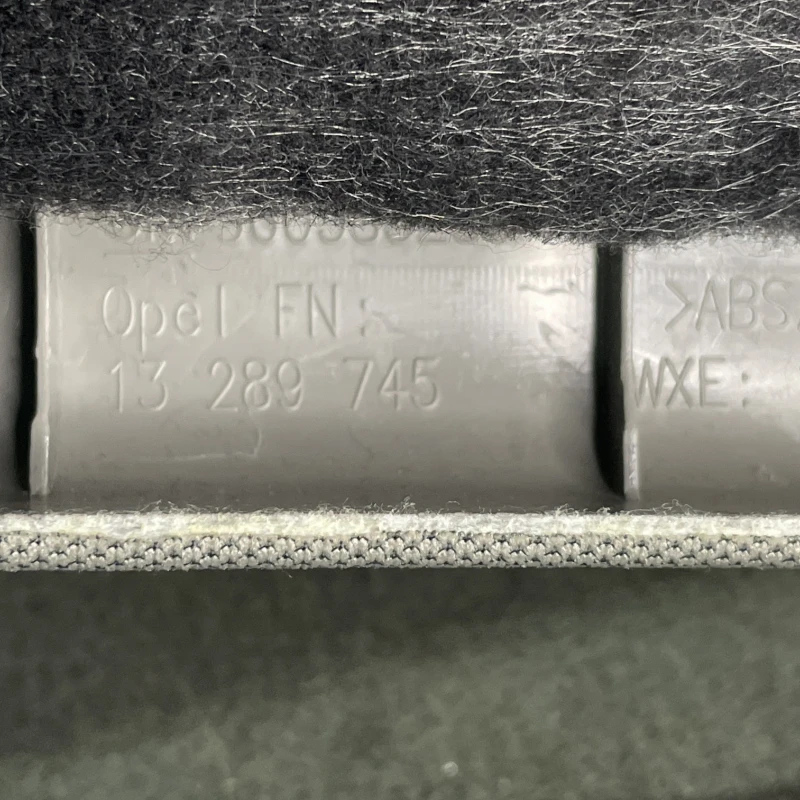 Opel FN:
13 289 745
>ABS
WXE: